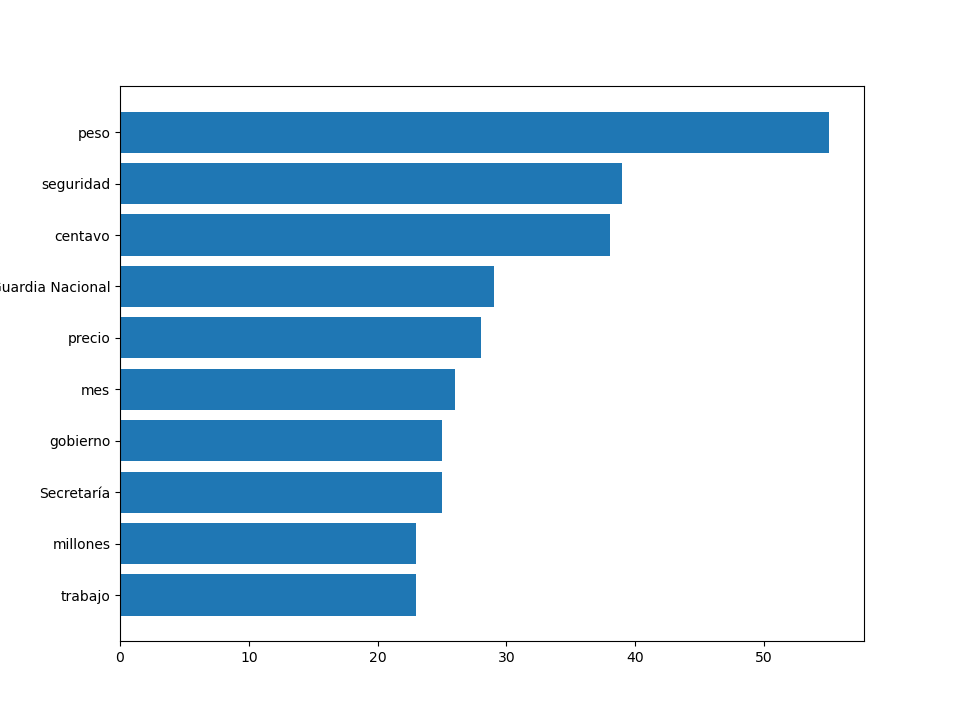 peso
seguridad
centavo
uardia Nacional
precio
mes
gobierno
Secretaría
millones
trabajo
0 10 20 30 40 50